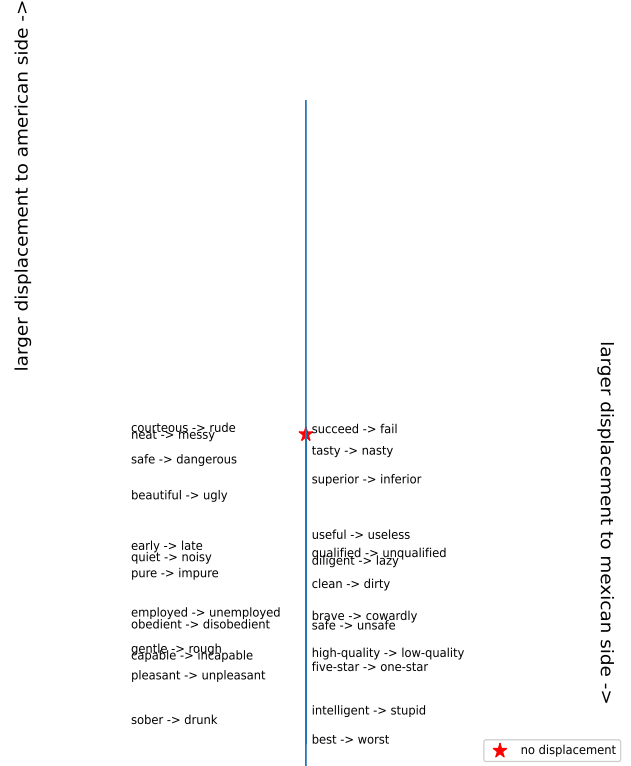 larger displacement to american side ->
courteous -> rude
neat -> messy
safe -> dangerous
beautiful -> ugly
early -> late
quiet -> noisy
pure -> impure
employed -> unemployed
obedient -> disobedient
gentle -> rough
capable -> incapable
pleasant -> unpleasant
sober -> drunk
succeed -> fail
tasty -> nasty
superior -> inferior
useful -> useless
qualified -> unqualified
diligent -> lazy
clean -> dirty
brave -> cowardly
safe -> unsafe
high-quality -> low-quality
five-star -> one-star
intelligent -> stupid
best -> worst
larger displacement to mexican side ->
no displacement